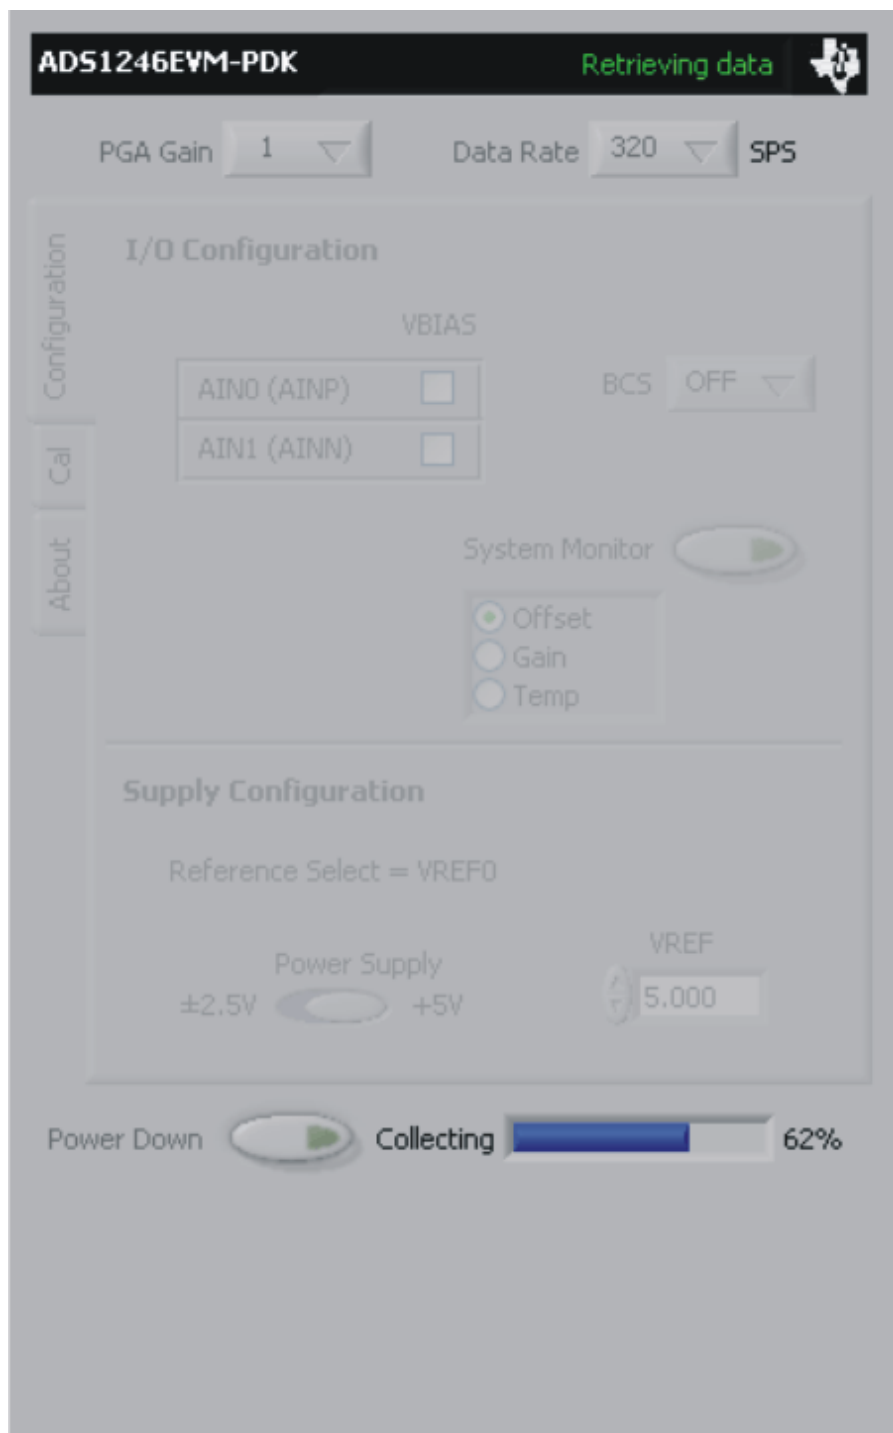 ADS1246EVM-PDK Retrieving data
PGA Gain 1 Data Rate 320 SPS
Configuration
Cal
About
I/O Configuration
VBIAS
AIN0 (AINP) BCS OFF
AIN1 (AINN)
System Monitor
Offset
Gain
Temp
Supply Configuration
Reference Select = VREF0
VREF
Power Supply
±2.5V +5V 5.000
Power Down Collecting 62%